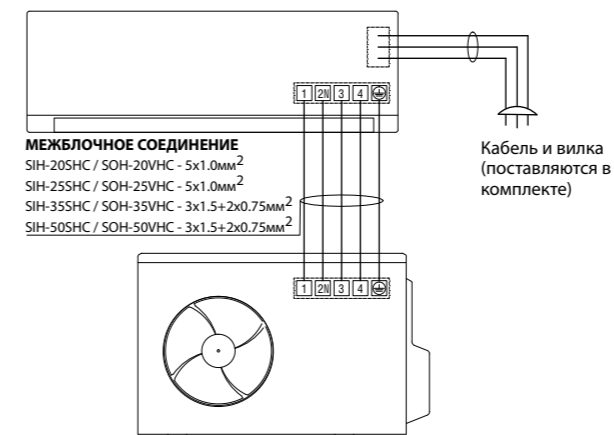 1 2N 3 4
МЕЖБЛОЧНОЕ СОЕДИНЕНИЕ
SIH-20SHC / SOH-20VHC - 5x1.0мм2
SIH-25SHC / SOH-25VHC - 5x1.0мм2
SIH-35SHC / SOH-35VHC - 3x1.5+2x0.75мм2
SIH-50SHC / SOH-50VHC - 3x1.5+2x0.75мм2
Кабель и вилка
(поставляются в
комплекте)
1 2N 3 4